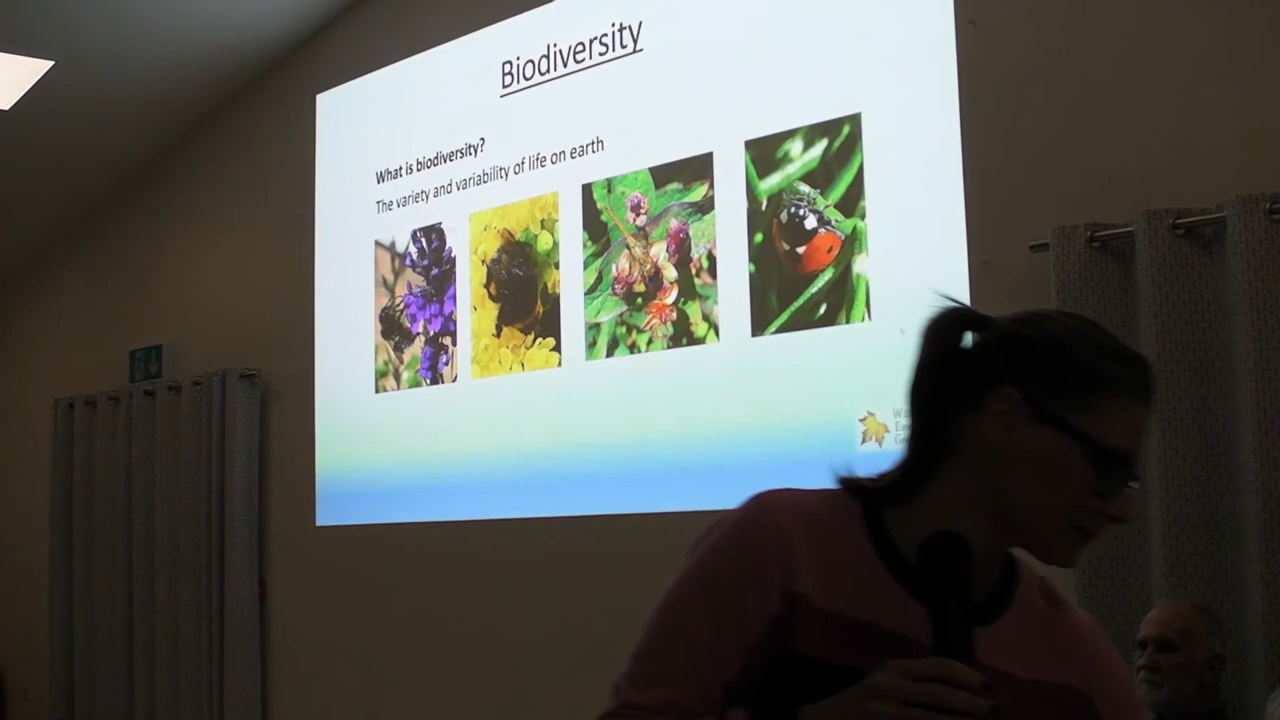 Biodiversity
What is biodiversity?
The variety and variability of life on earth